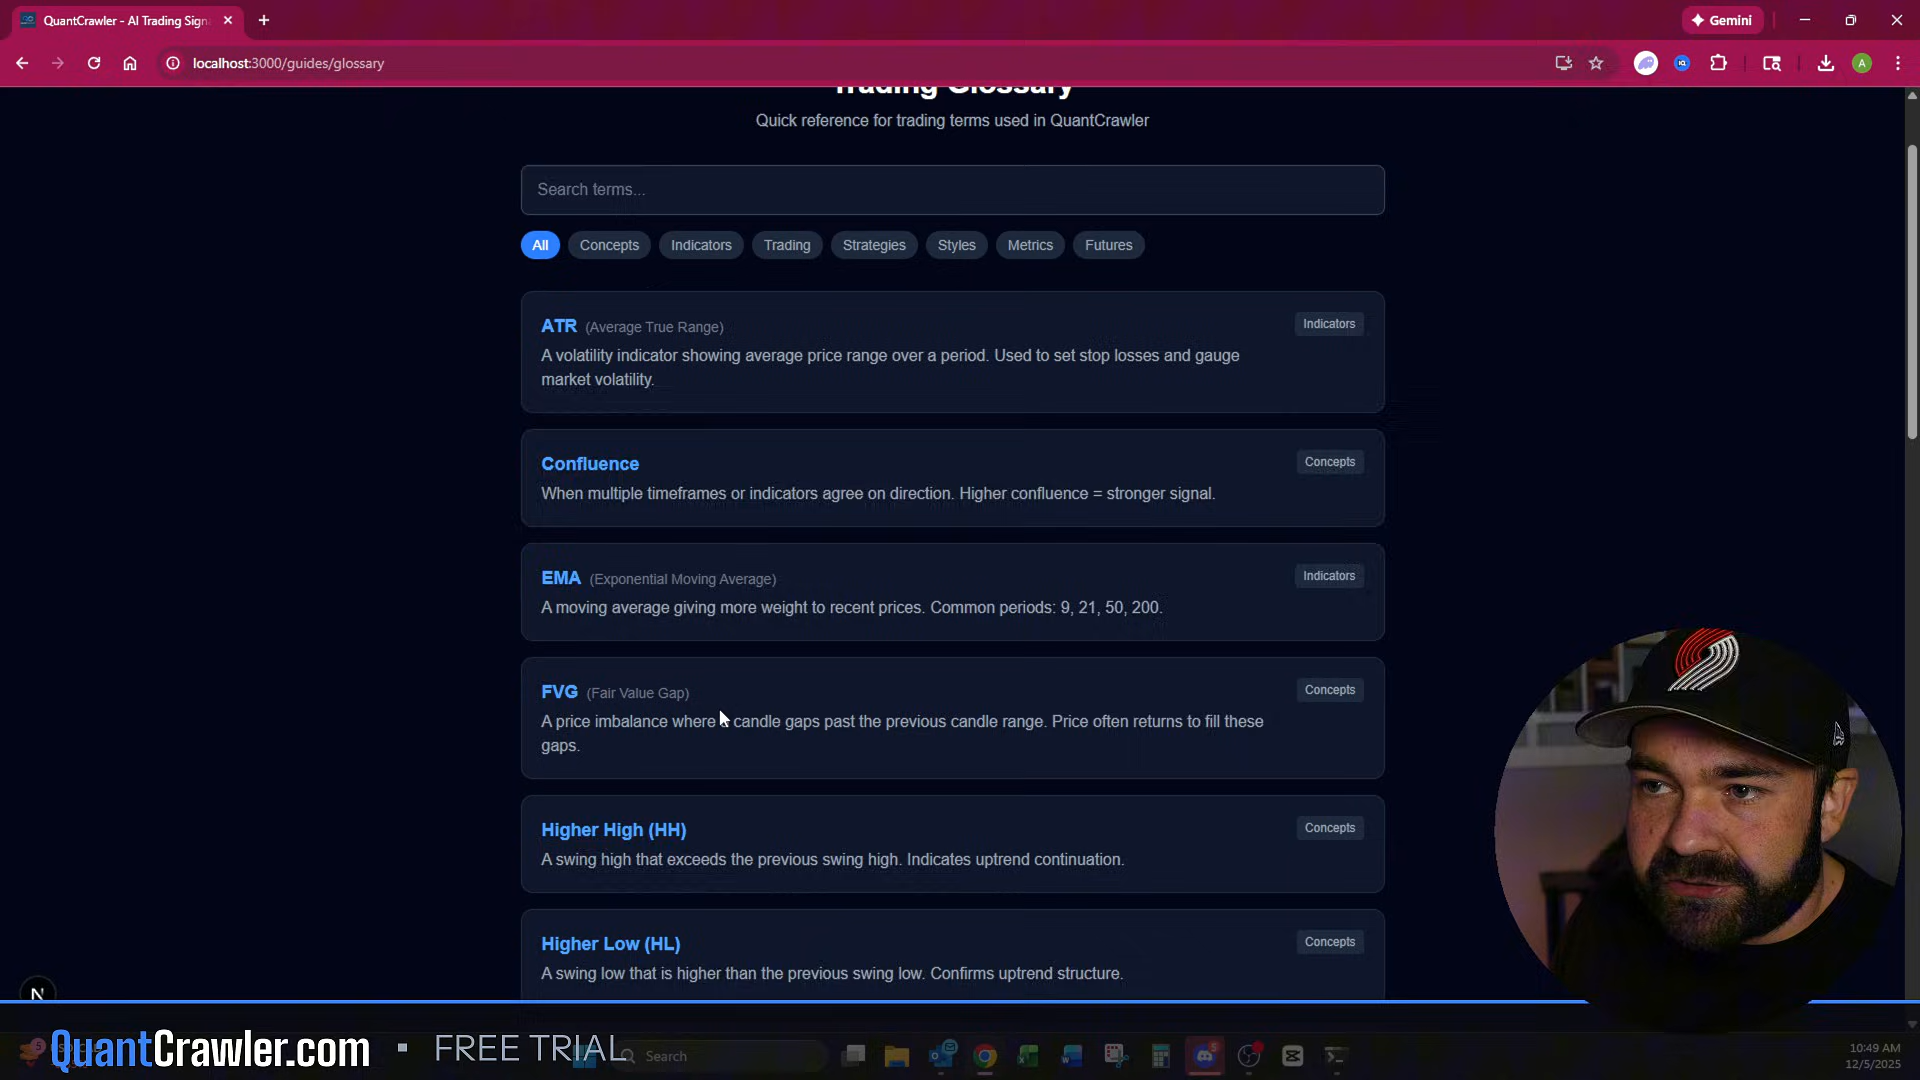 QuantCrawler - AI Trading Sign
Gemini
localhost:3000/guides/glossary
A
Trading Glossary
Quick reference for trading terms used in QuantCrawler
Search terms...
All Concepts Indicators Trading Strategies Styles Metrics Futures
ATR (Average True Range) Indicators
A volatility indicator showing average price range over a period. Used to set stop losses and gauge
market volatility.
Confluence Concepts
When multiple timeframes or indicators agree on direction. Higher confluence = stronger signal.
EMA (Exponential Moving Average) Indicators
A moving average giving more weight to recent prices. Common periods: 9, 21, 50, 200.
FVG (Fair Value Gap) Concepts
A price imbalance where a candle gaps past the previous candle range. Price often returns to fill these
gaps.
Higher High (HH) Concepts
A swing high that exceeds the previous swing high. Indicates uptrend continuation.
Higher Low (HL) Concepts
A swing low that is higher than the previous swing low. Confirms uptrend structure.
N
QuantCrawler.com ▪ FREE TRIAL
Search
5
10:49 AM
12/5/2025